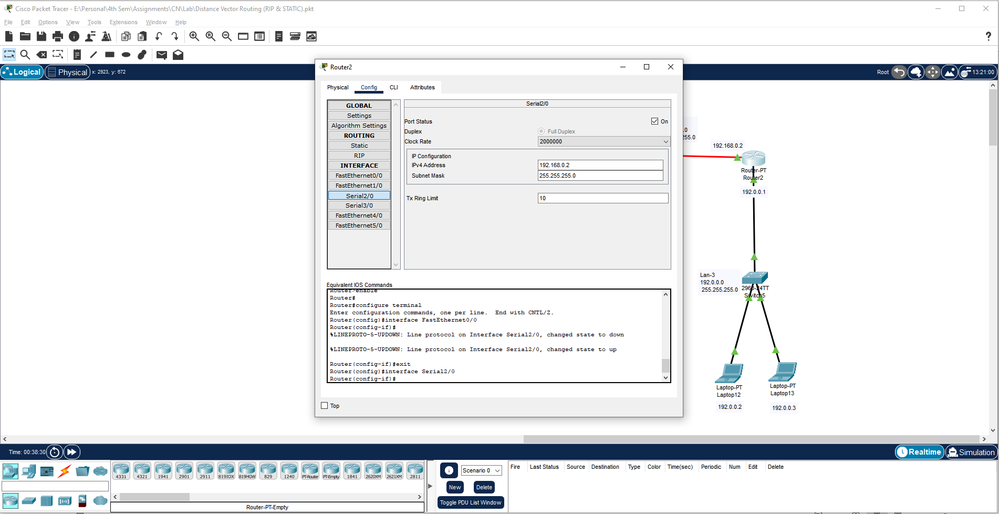 Cisco Packet Tracer - E:\Personal\4th Sem\Assignments\CN\Lab\Distance Vector Routing (RIP & STATIC).pkt
File Edit Options View Tools Extensions Window Help
?
Logical Physical x: 2923, y: 672
Root 13:21:00
Router2
Physical Config CLI Attributes
GLOBAL
Settings
Algorithm Settings
ROUTING
Static
RIP
INTERFACE
FastEthernet0/0
FastEthernet1/0
Serial2/0
Serial3/0
FastEthernet4/0
FastEthernet5/0
Serial2/0
Port Status On
Duplex Full Duplex
Clock Rate 2000000
IP Configuration
IPv4 Address 192.168.0.2
Subnet Mask 255.255.255.0
Tx Ring Limit 10
Equivalent IOS Commands
Router>enable
Router#
Router#configure terminal
Enter configuration commands, one per line. End with CNTL/Z.
Router(config)#interface FastEthernet0/0
Router(config-if)#
%LINEPROTO-5-UPDOWN: Line protocol on Interface Serial2/0, changed state to down
%LINEPROTO-5-UPDOWN: Line protocol on Interface Serial2/0, changed state to up
Router(config-if)#exit
Router(config)#interface Serial2/0
Router(config-if)#
Top
.0
255.0
192.168.0.2
Router-PT
Router2
192.0.0.1
Lan-3
192.0.0.0
255.255.255.0
2960-24TT
Switch5
Laptop-PT
Laptop12
192.0.0.2
Laptop-PT
Laptop13
192.0.0.3
Time: 00:38:30
Realtime Simulation
4331 4321 1941 2901 2911 819IOX 819HGW 829 1240 PT-Router PT-Empty 1841 2620XM 2621XM 2811
Router-PT-Empty
Scenario 0
New Delete
Toggle PDU List Window
Fire Last Status Source Destination Type Color Time(sec) Periodic Num Edit Delete